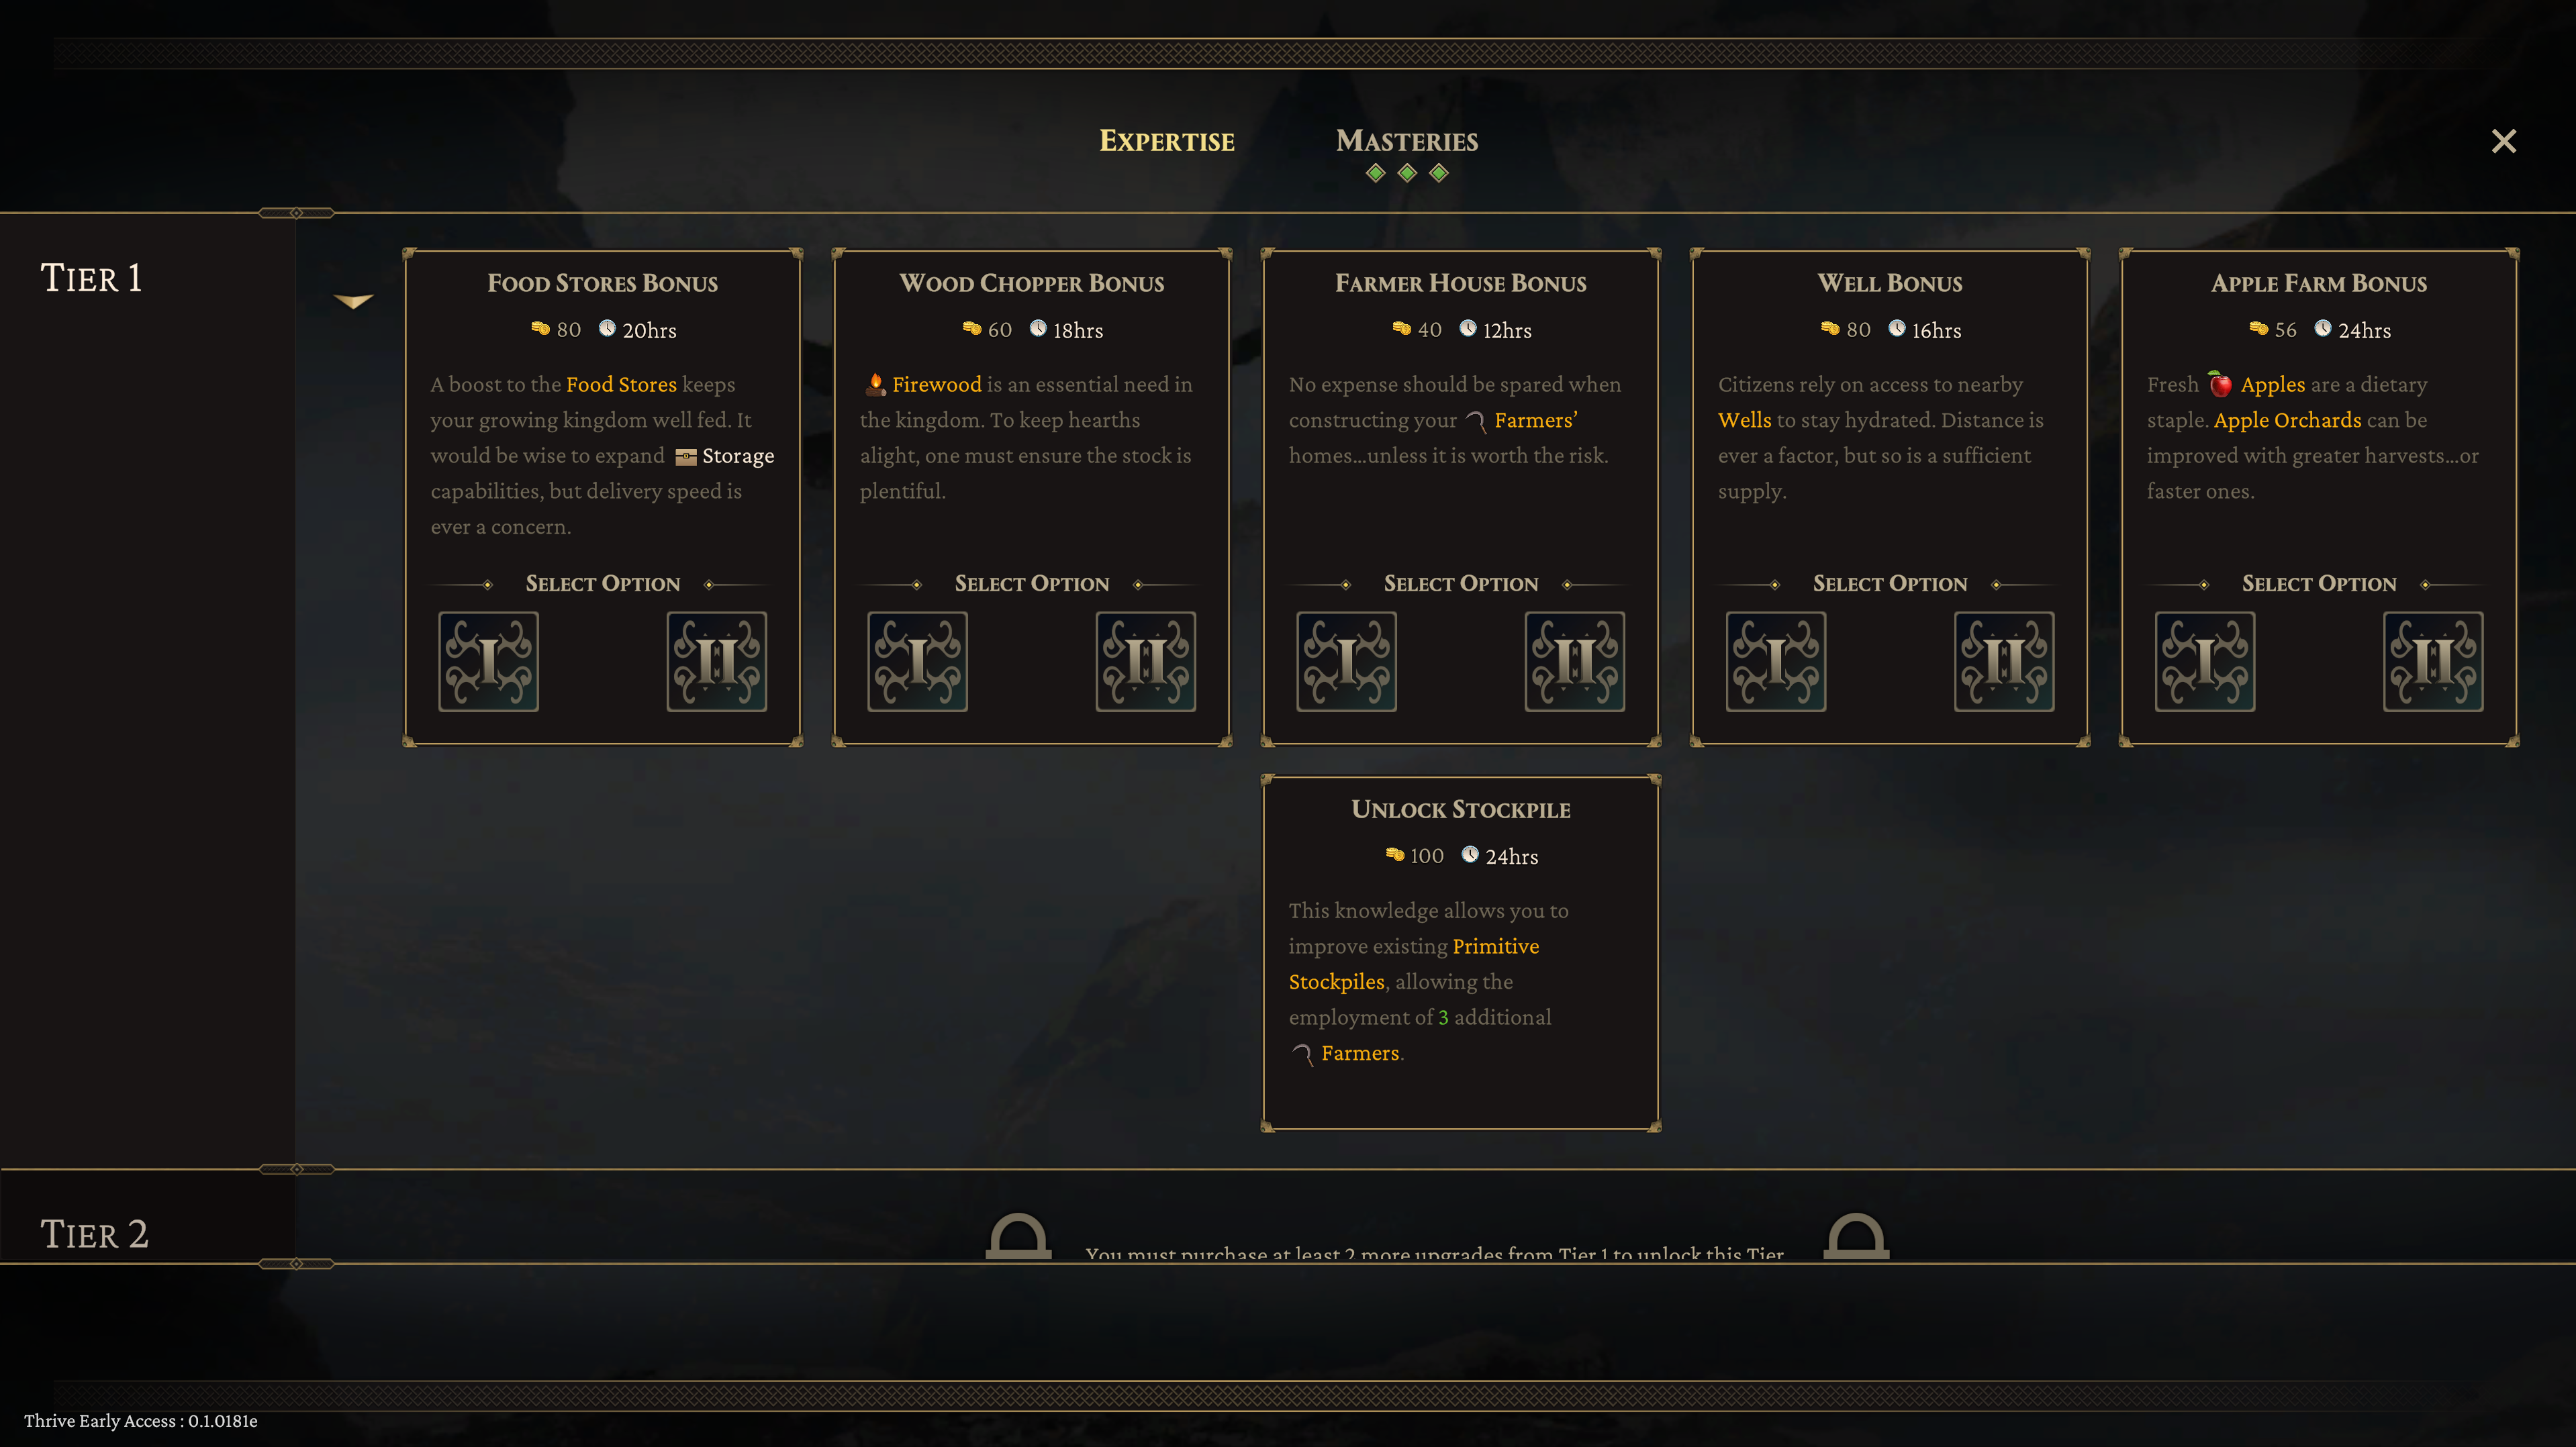 EXPERTISE
MASTERIES
TIER 1
FOOD STORES BONUS
80 20hrs
A boost to the Food Stores keeps
your growing kingdom well fed. It
would be wise to expand Storage
capabilities, but delivery speed is
ever a concern.
SELECT OPTION
I II
WOOD CHOPPER BONUS
60 18hrs
Firewood is an essential need in
the kingdom. To keep hearths
alight, one must ensure the stock is
plentiful.
SELECT OPTION
I II
FARMER HOUSE BONUS
40 12hrs
No expense should be spared when
constructing your Farmers’
homes...unless it is worth the risk.
SELECT OPTION
I II
WELL BONUS
80 16hrs
Citizens rely on access to nearby
Wells to stay hydrated. Distance is
ever a factor, but so is a sufficient
supply.
SELECT OPTION
I II
APPLE FARM BONUS
56 24hrs
Fresh Apples are a dietary
staple. Apple Orchards can be
improved with greater harvests...or
faster ones.
SELECT OPTION
I II
UNLOCK STOCKPILE
100 24hrs
This knowledge allows you to
improve existing Primitive
Stockpiles, allowing the
employment of 3 additional
Farmers.
TIER 2
You must purchase at least 2 more upgrades from Tier 1 to unlock this Tier
Thrive Early Access : 0.1.0181e